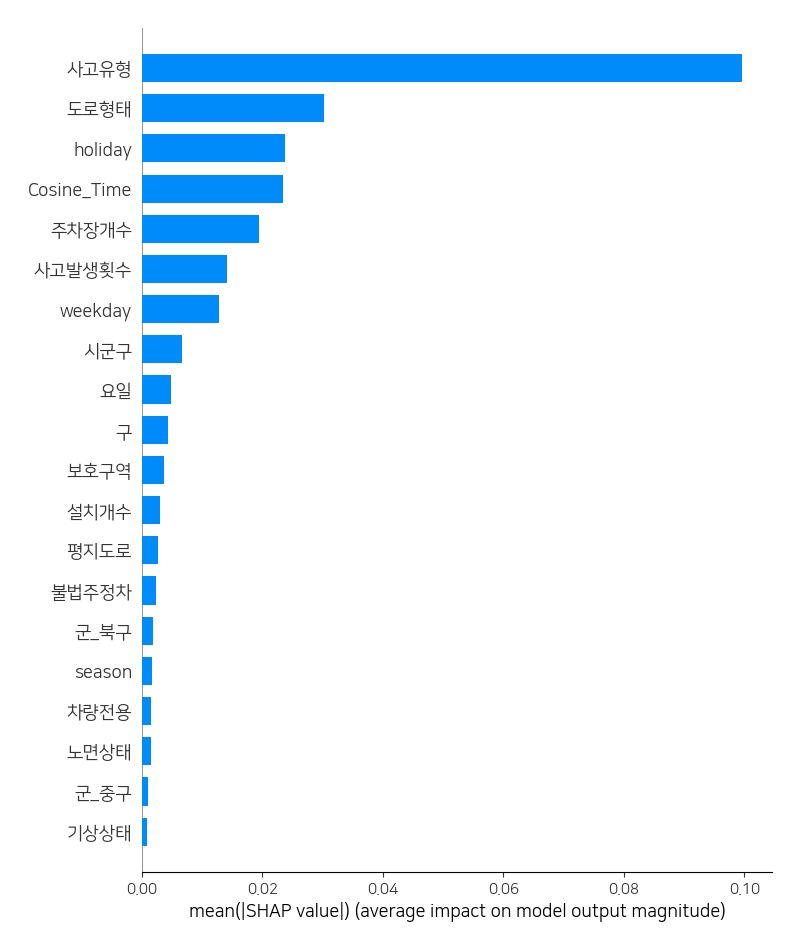 사고유형
도로형태
holiday
Cosine_Time
주차장개수
사고발생횟수
weekday
시군구
요일
구
보호구역
설치개수
평지도로
불법주정차
군_북구
season
차량전용
노면상태
군_중구
기상상태
0.00 0.02 0.04 0.06 0.08 0.10
mean(|SHAP value|) (average impact on model output magnitude)